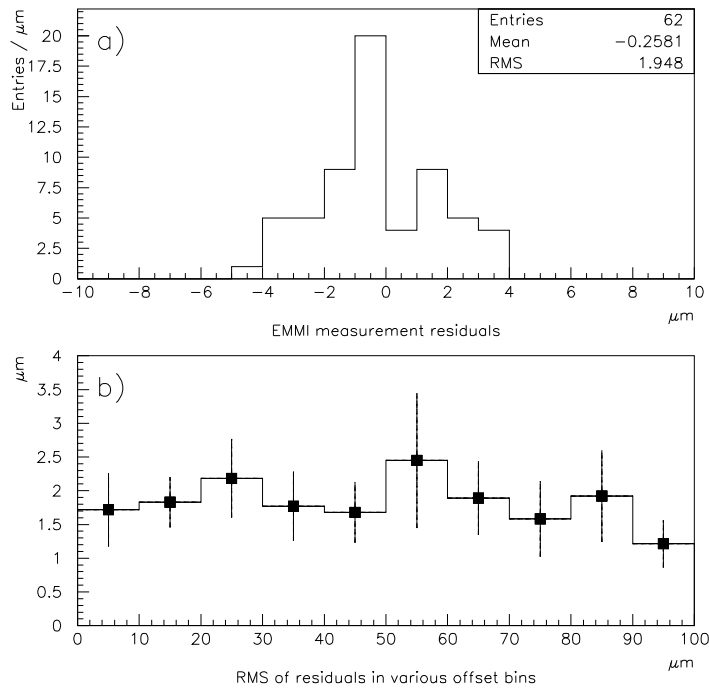 a)
Entries / μm
Entries 62
Mean −0.2581
RMS 1.948
20
17.5
15
12.5
10
7.5
5
2.5
0
−10 −8 −6 −4 −2 0 2 4 6 8 10
μm
EMMI measurement residuals
b)
μm
4
3.5
3
2.5
2
1.5
1
0.5
0
0 10 20 30 40 50 60 70 80 90 100
μm
RMS of residuals in various offset bins